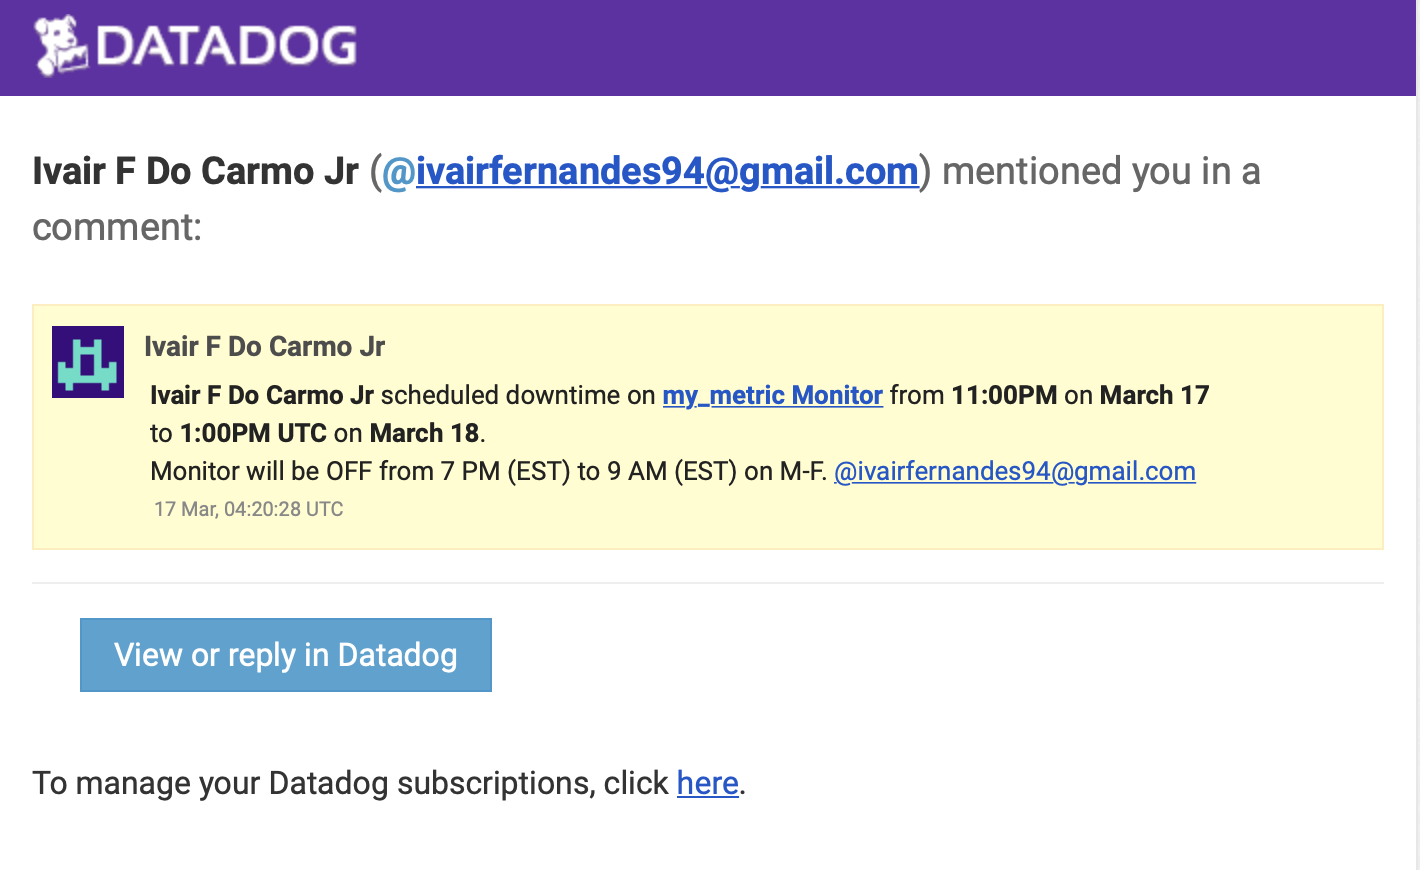 DATADOG
Ivair F Do Carmo Jr (@ivairfernandes94@gmail.com) mentioned you in a
comment:
Ivair F Do Carmo Jr
Ivair F Do Carmo Jr scheduled downtime on my_metric Monitor from 11:00PM on March 17
to 1:00PM UTC on March 18.
Monitor will be OFF from 7 PM (EST) to 9 AM (EST) on M-F. @ivairfernandes94@gmail.com
17 Mar, 04:20:28 UTC
View or reply in Datadog
To manage your Datadog subscriptions, click here.